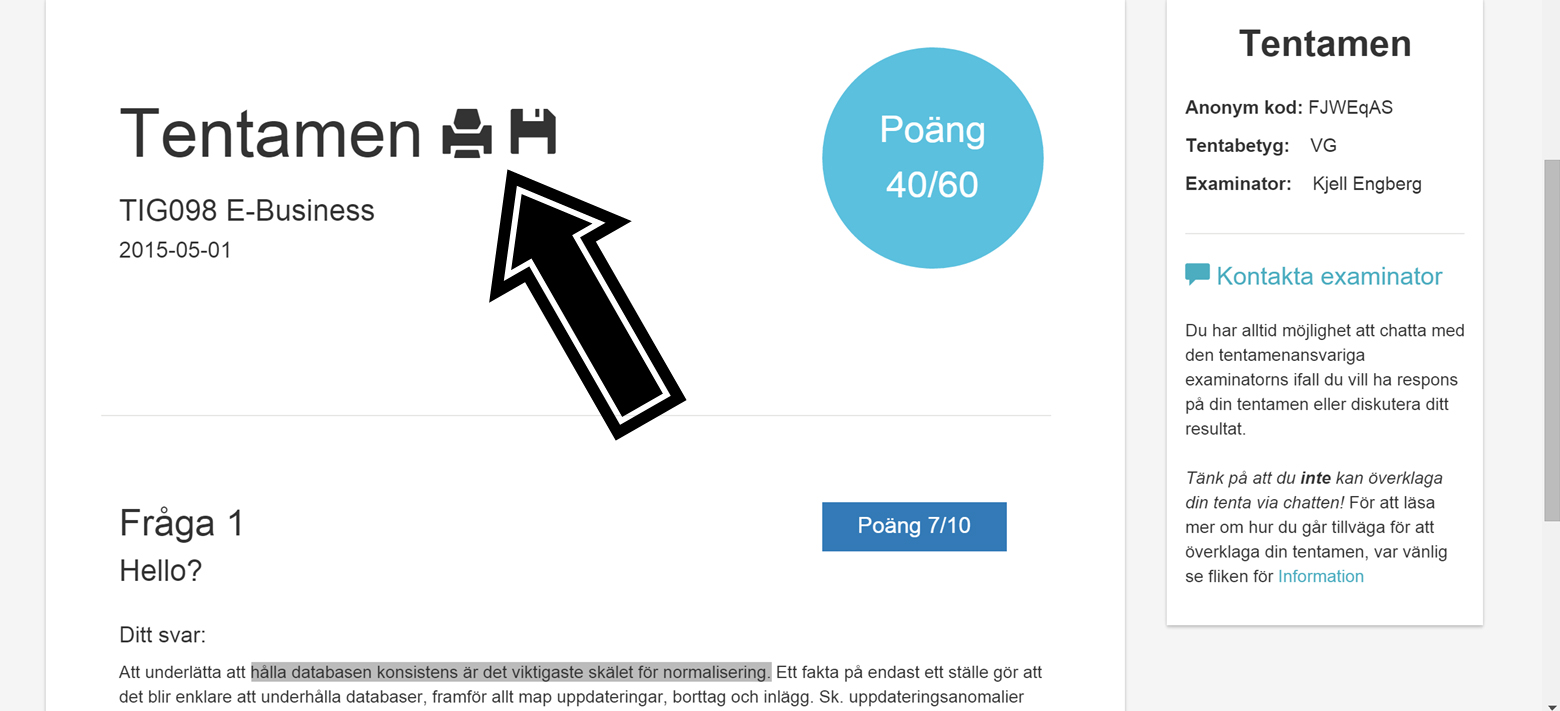 Tentamen
TIG098 E-Business
2015-05-01
Poäng
40/60
Fråga 1
Poäng 7/10
Hello?
Ditt svar:
Att underlätta att hålla databasen konsistens är det viktigaste skälet för normalisering. Ett fakta på endast ett ställe gör att
det blir enklare att underhålla databaser, framför allt map uppdateringar, borttag och inlägg. Sk. uppdateringsanomalier
Tentamen
Anonym kod: FJWEqAS
Tentabetyg: VG
Examinator: Kjell Engberg
Kontakta examinator
Du har alltid möjlighet att chatta med
den tentamenansvariga
examinatorns ifall du vill ha respons
på din tentamen eller diskutera ditt
resultat.
Tänk på att du inte kan överklaga
din tenta via chatten! För att läsa
mer om hur du går tillväga för att
överklaga din tentamen, var vänlig
se fliken för Information